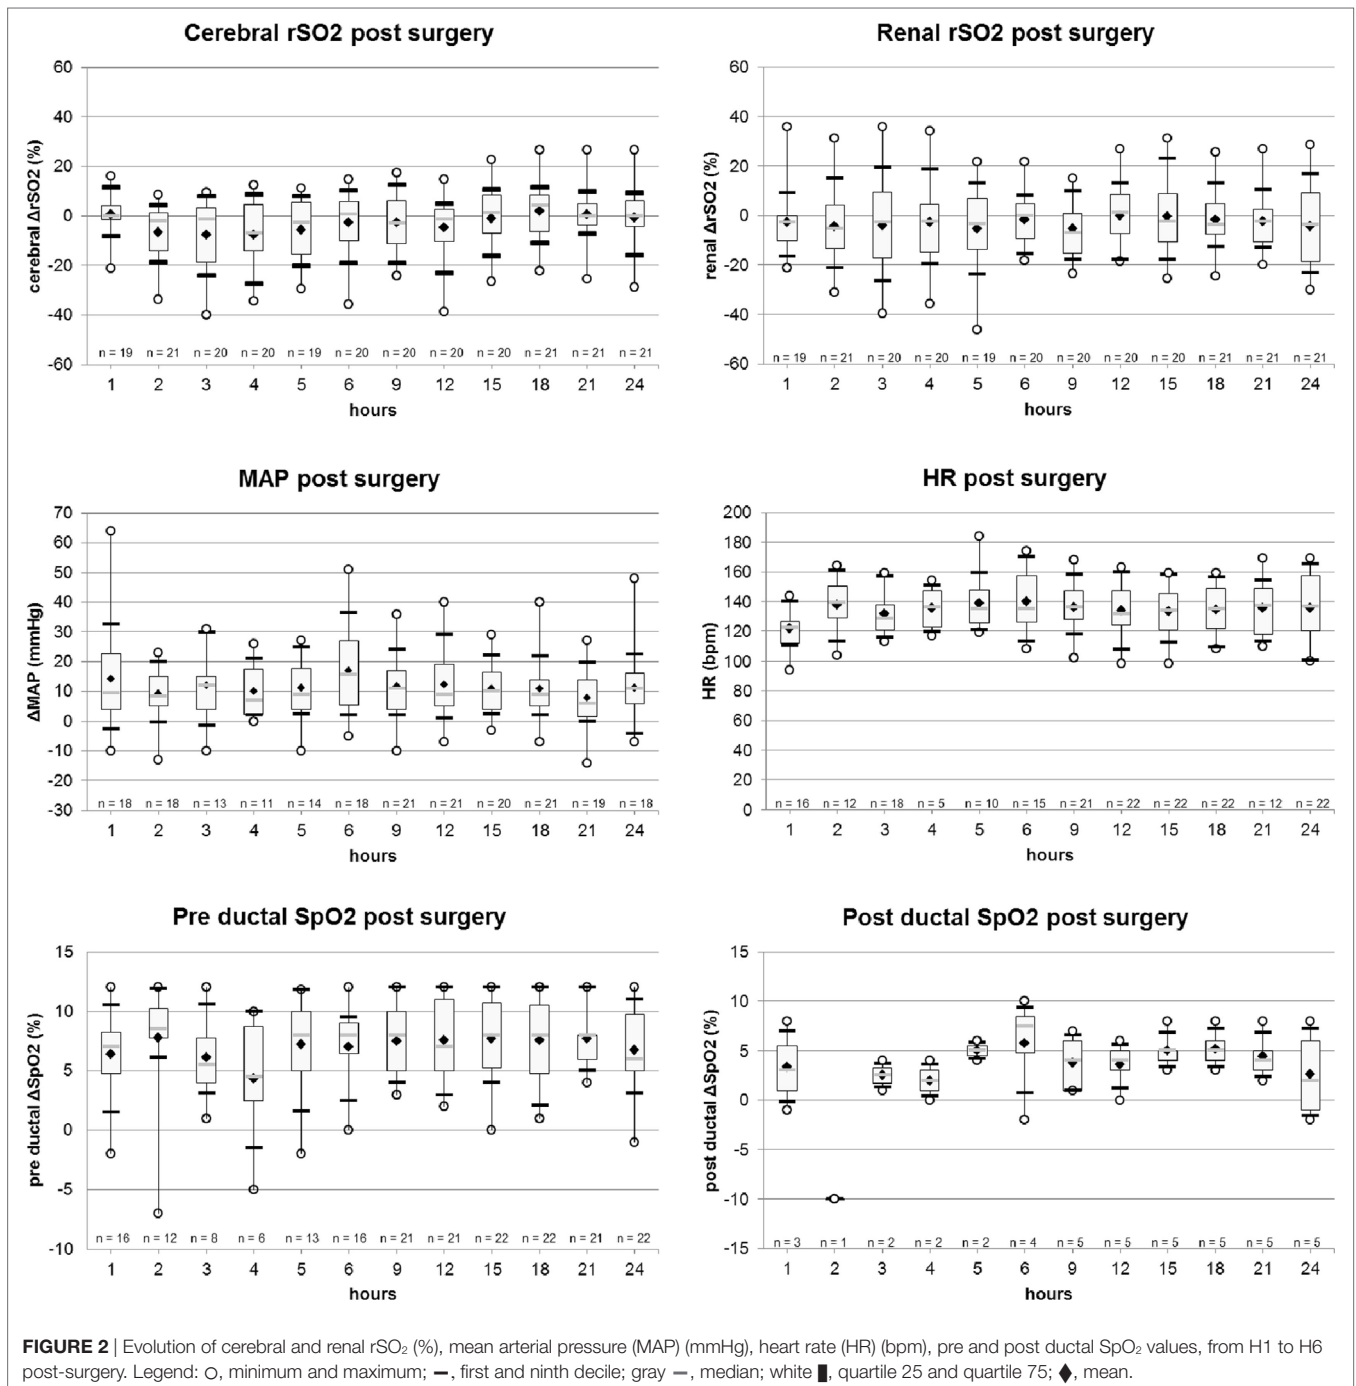 Cerebral rSO2 post surgery
cerebral ΔrSO2 (%)
60
40
20
0
-20
-40
-60
n = 19 n = 21 n = 20 n = 20 n = 19 n = 20 n = 20 n = 20 n = 20 n = 21 n = 21 n = 21
1 2 3 4 5 6 9 12 15 18 21 24
hours
Renal rSO2 post surgery
renal ΔrSO2 (%)
60
40
20
0
-20
-40
-60
n = 19 n = 21 n = 20 n = 20 n = 19 n = 20 n = 20 n = 20 n = 20 n = 21 n = 21 n = 21
1 2 3 4 5 6 9 12 15 18 21 24
hours
MAP post surgery
ΔMAP (mmHg)
70
60
50
40
30
20
10
0
-10
-20
-30
n = 18 n = 18 n = 13 n = 11 n = 14 n = 18 n = 21 n = 21 n = 20 n = 21 n = 19 n = 18
1 2 3 4 5 6 9 12 15 18 21 24
hours
HR post surgery
HR (bpm)
200
180
160
140
120
100
80
60
40
20
0
n = 16 n = 12 n = 18 n = 5 n = 10 n = 15 n = 21 n = 22 n = 22 n = 22 n = 12 n = 22
1 2 3 4 5 6 9 12 15 18 21 24
hours
Pre ductal SpO2 post surgery
pre ductal ΔSpO2 (%)
15
10
5
0
-5
-10
n = 16 n = 12 n = 8 n = 6 n = 13 n = 16 n = 21 n = 21 n = 22 n = 22 n = 21 n = 22
1 2 3 4 5 6 9 12 15 18 21 24
hours
Post ductal SpO2 post surgery
post ductal ΔSpO2 (%)
15
10
5
0
-5
-10
-15
n = 3 n = 1 n = 2 n = 2 n = 2 n = 4 n = 5 n = 5 n = 5 n = 5 n = 5 n = 5
1 2 3 4 5 6 9 12 15 18 21 24
hours
FIGURE 2 | Evolution of cerebral and renal rSO₂ (%), mean arterial pressure (MAP) (mmHg), heart rate (HR) (bpm), pre and post ductal SpO₂ values, from H1 to H6
post-surgery. Legend: ○, minimum and maximum; –, first and ninth decile; gray –, median; white ▮, quartile 25 and quartile 75; ◆, mean.